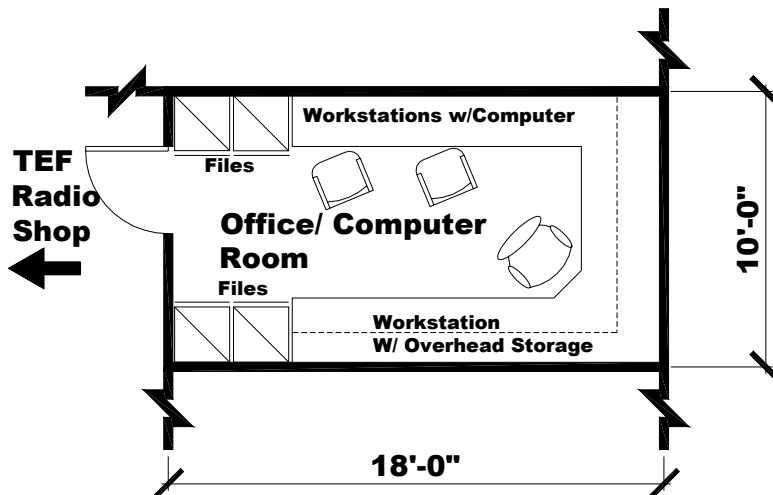 Workstations w/Computer
TEF
Radio
Shop
Files
Office/ Computer
Room
Files
Workstation
W/ Overhead Storage
10'-0"
18'-0"